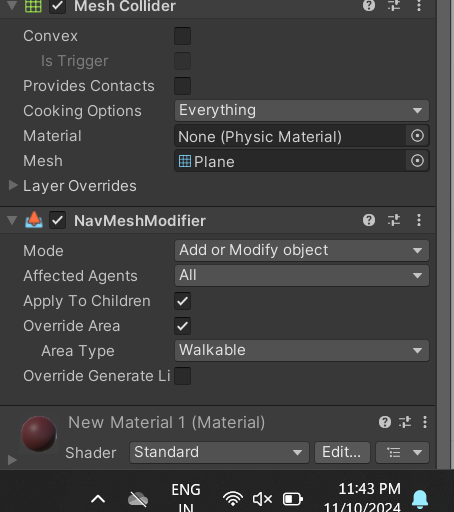 Mesh Collider
Convex
Is Trigger
Provides Contacts
Cooking Options Everything
Material None (Physic Material)
Mesh Plane
Layer Overrides
NavMeshModifier
Mode Add or Modify object
Affected Agents All
Apply To Children
Override Area
Area Type Walkable
Override Generate Li
New Material 1 (Material)
Shader Standard Edit...
ENG 11:43 PM
IN 11/10/2024